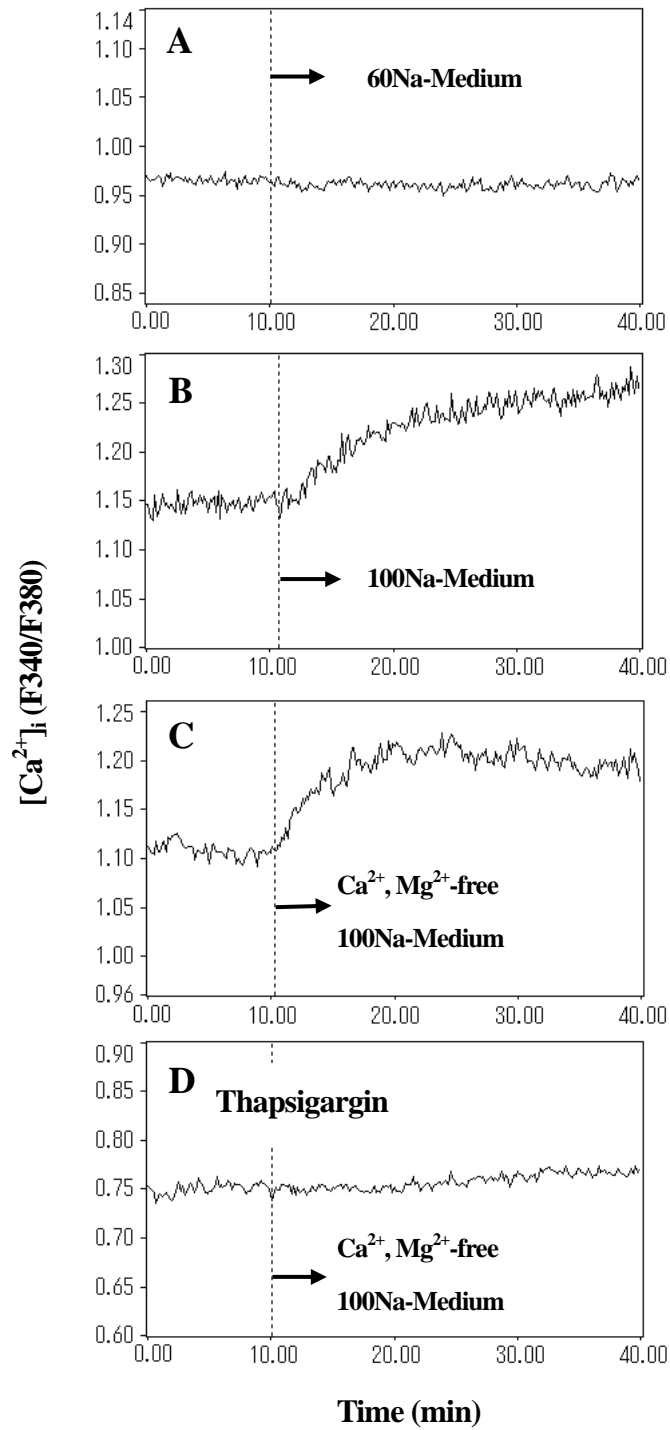 [Ca²⁺]ᵢ (F340/F380)
A
60Na-Medium
1.14
1.10
1.05
1.00
0.95
0.90
0.85
0.00 10.00 20.00 30.00 40.00
B
100Na-Medium
1.30
1.25
1.20
1.15
1.10
1.05
1.00
0.00 10.00 20.00 30.00 40.00
C
Ca²⁺, Mg²⁺-free
100Na-Medium
1.25
1.20
1.15
1.10
1.05
1.00
0.96
0.00 10.00 20.00 30.00 40.00
D
Thapsigargin
Ca²⁺, Mg²⁺-free
100Na-Medium
0.90
0.85
0.80
0.75
0.70
0.65
0.60
0.00 10.00 20.00 30.00 40.00
Time (min)